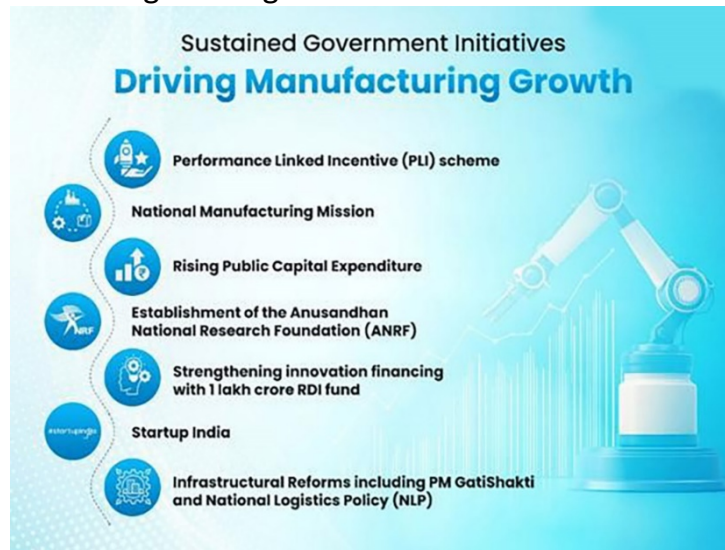 Sustained Government Initiatives
Driving Manufacturing Growth
Performance Linked Incentive (PLI) scheme
National Manufacturing Mission
Rising Public Capital Expenditure
NRF
Establishment of the Anusandhan
National Research Foundation (ANRF)
Strengthening innovation financing
with 1 lakh crore RDI fund
#startupindia
Startup India
Infrastructural Reforms including PM GatiShakti
and National Logistics Policy (NLP)